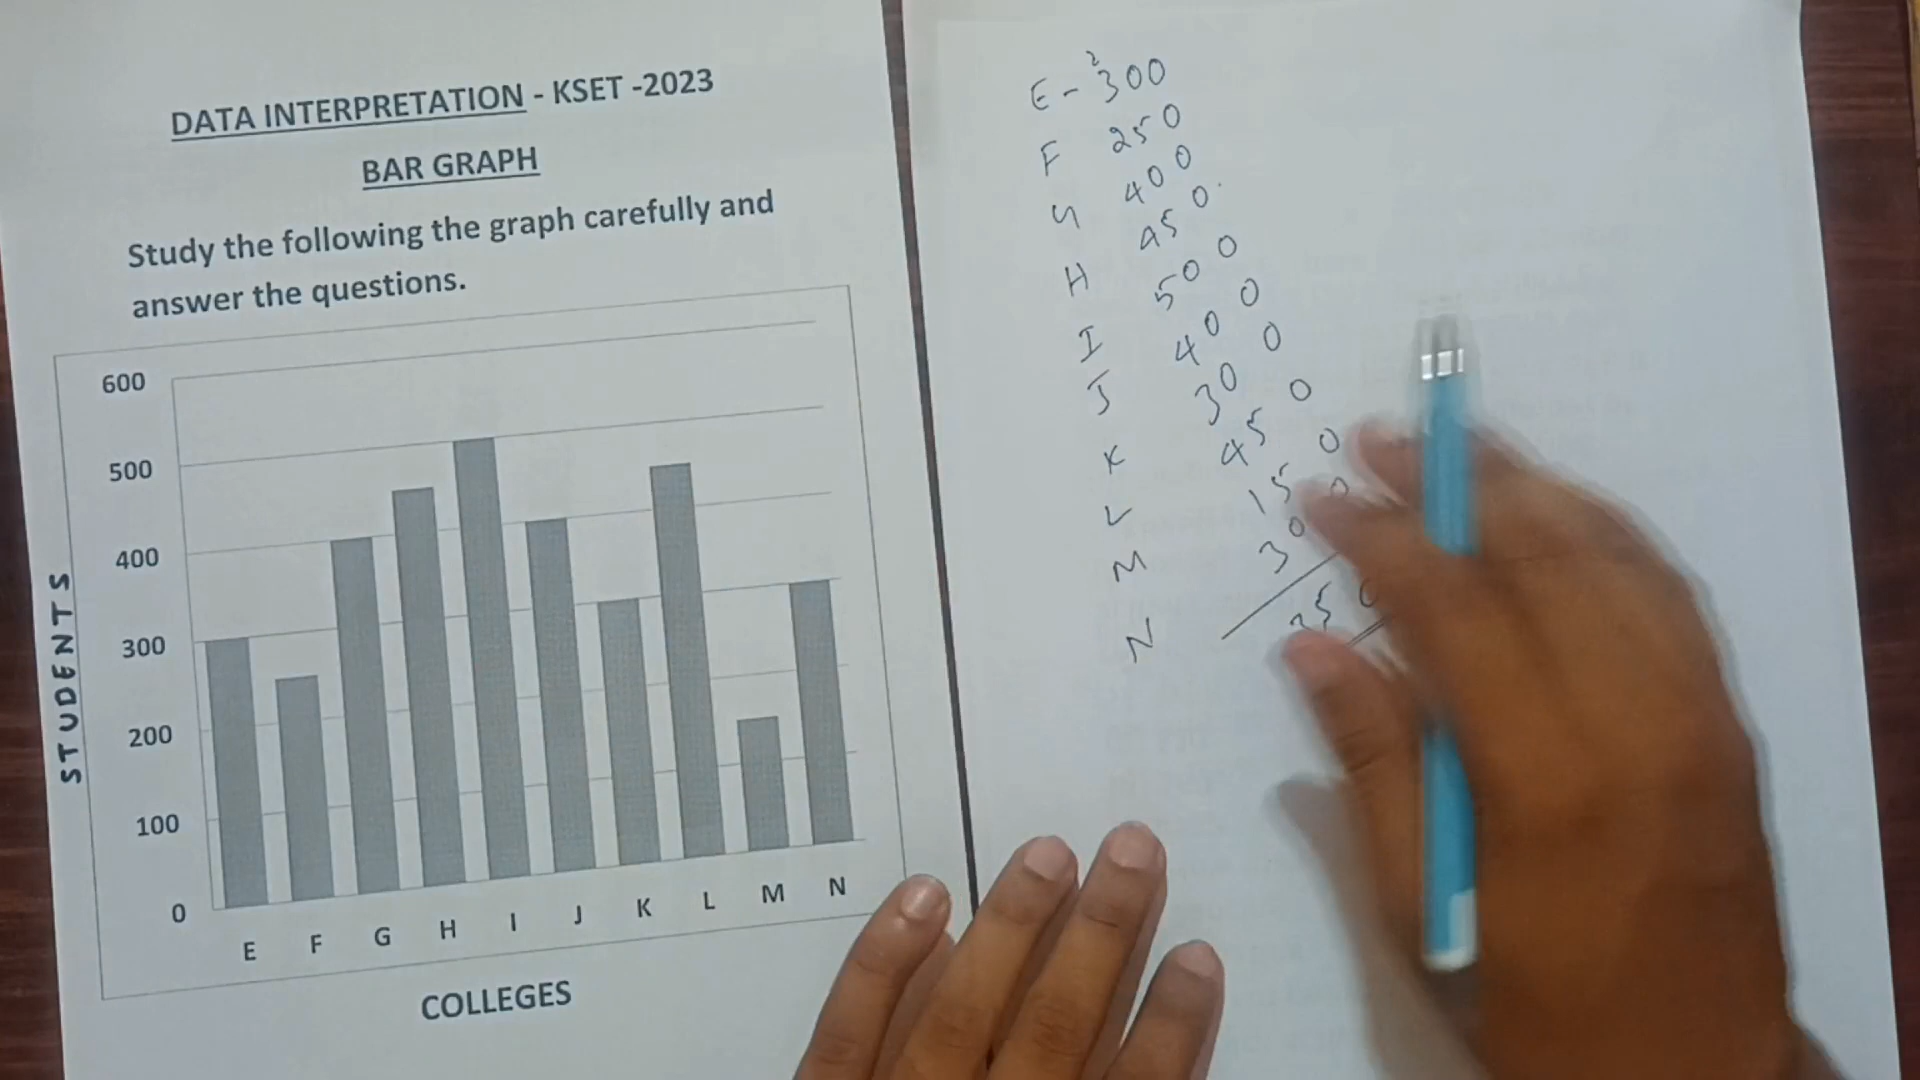 DATA INTERPRETATION - KSET -2023
BAR GRAPH
Study the following the graph carefully and
answer the questions.
600
500
400
300
200
100
0
STUDENTS
E F G H I J K L M N
COLLEGES
2
E - 300
F 250
G 400
H 450
I 500
J 400
K 300
L 450
M 150
N 300